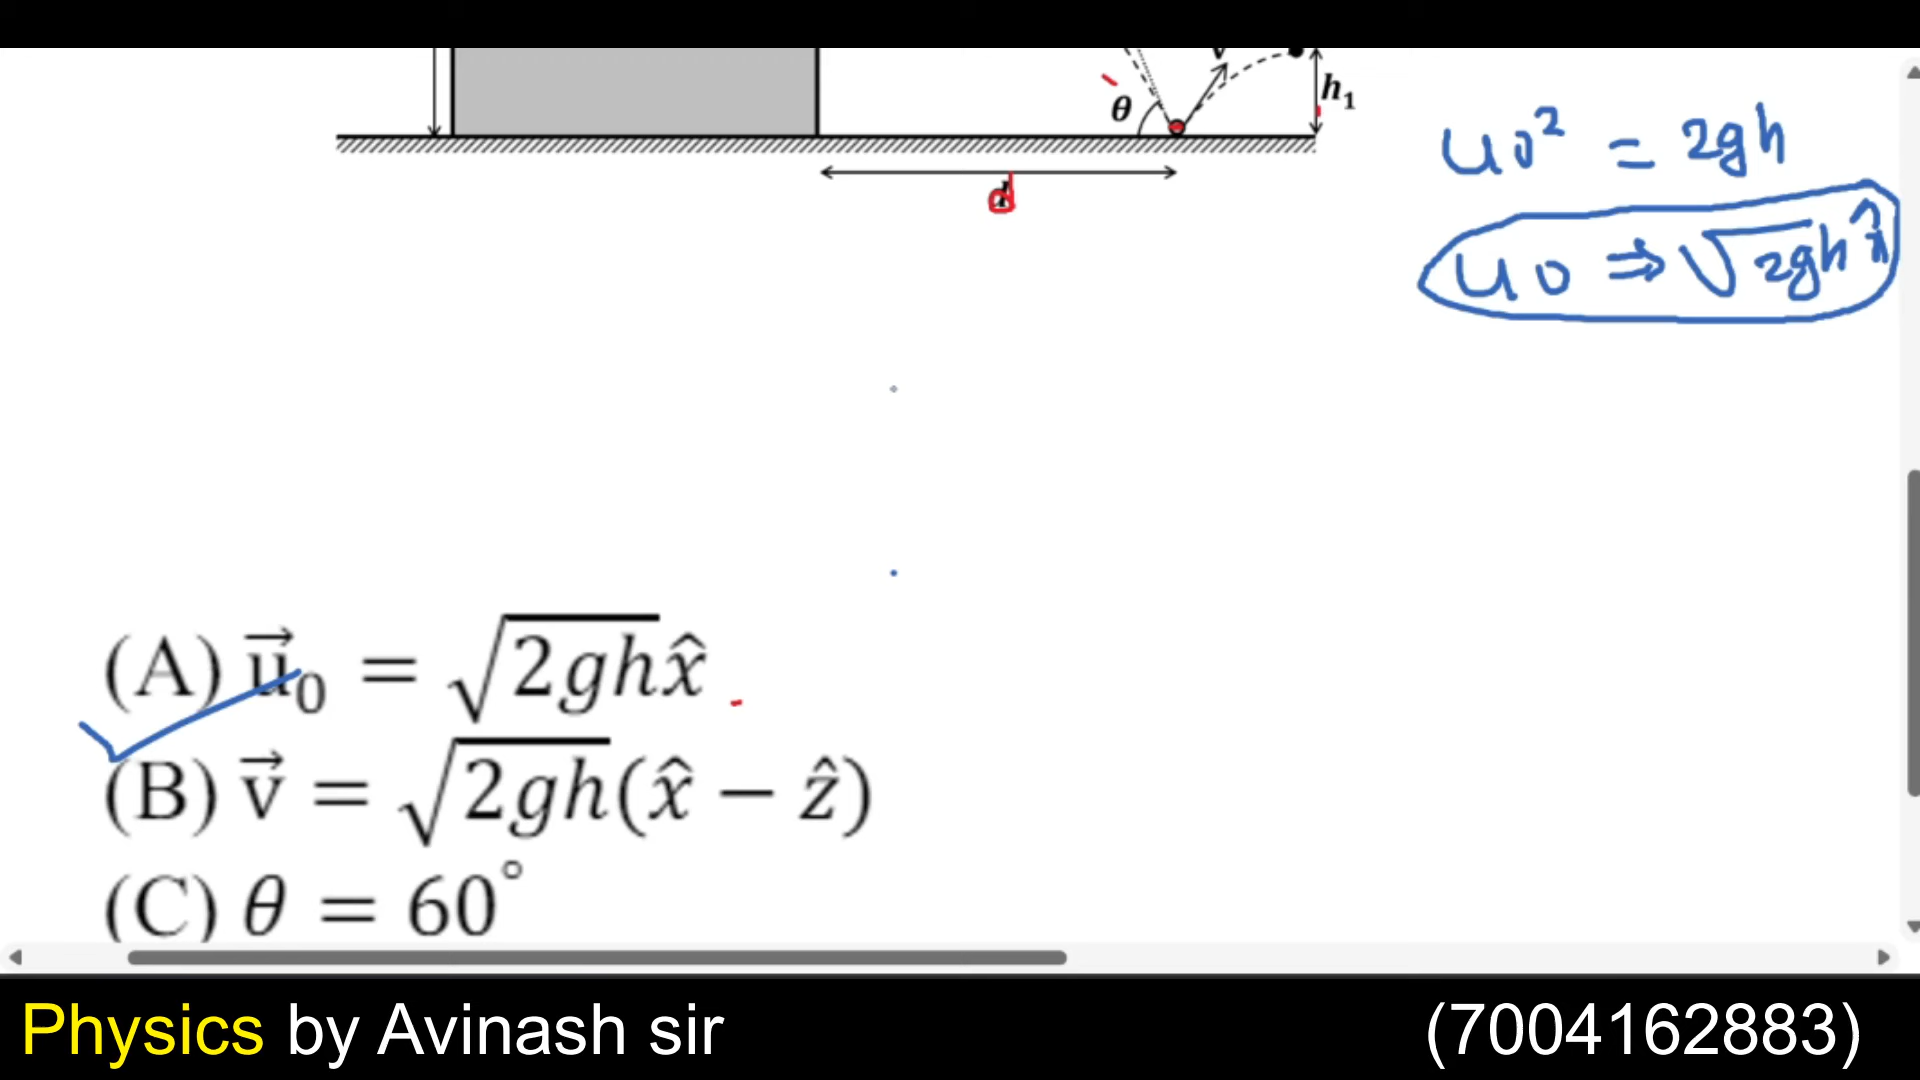 v
θ
h₁
d
u₀² = 2gh
u₀ ⇒ √2gh x̂
(A) u⃗₀ = √2gh x̂
(B) v⃗ = √2gh(x̂ − ẑ)
(C) θ = 60°
Physics by Avinash sir
(7004162883)